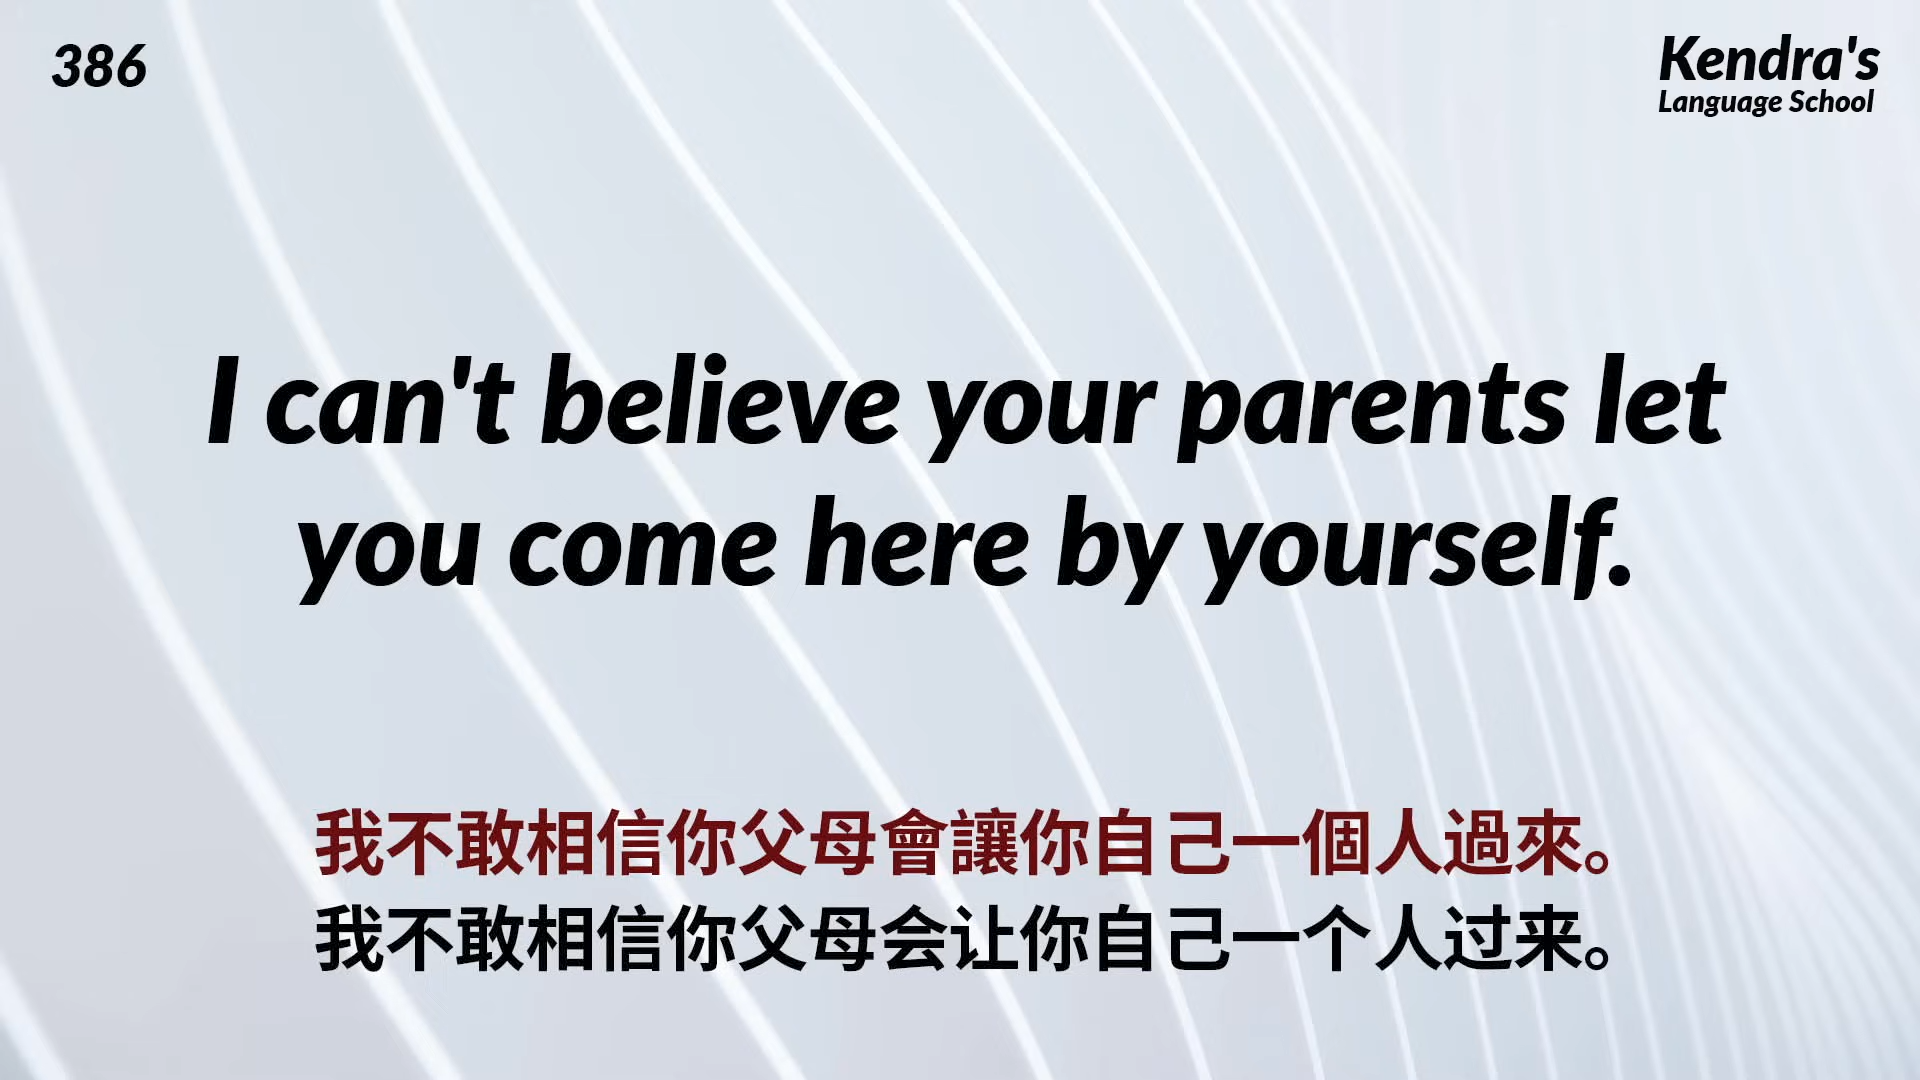 386
Kendra's
Language School
I can't believe your parents let
you come here by yourself.
我不敢相信你父母會讓你自己一個人過來。
我不敢相信你父母会让你自己一个人过来。